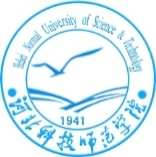 Hebei Normal University of Science & Technology
1941
河北科技师范学院